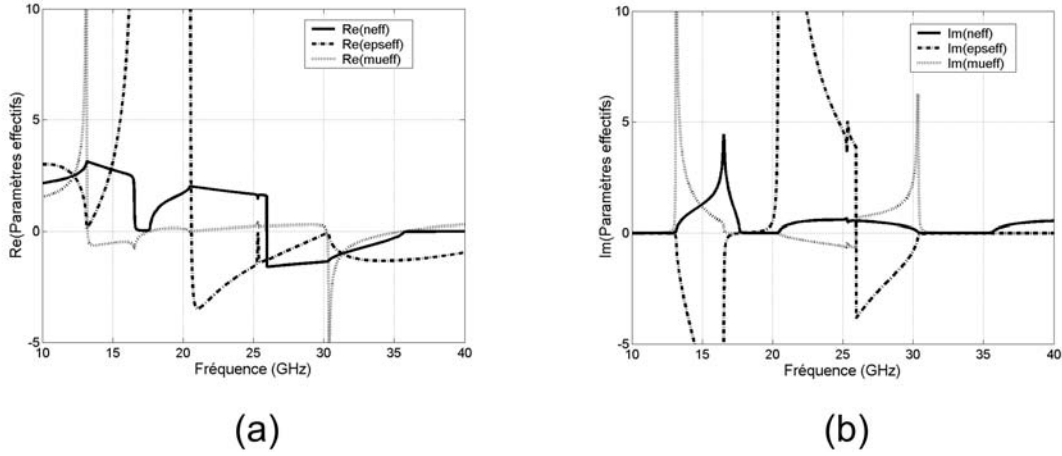 10
5
0
-5
Re(Paramètres effectifs)
Re(neff)
Re(epseff)
Re(mueff)
10 15 20 25 30 35 40
Fréquence (GHz)
(a)
10
5
0
-5
Im(Paramètres effectifs)
Im(neff)
Im(epseff)
Im(mueff)
10 15 20 25 30 35 40
Fréquence (GHz)
(b)